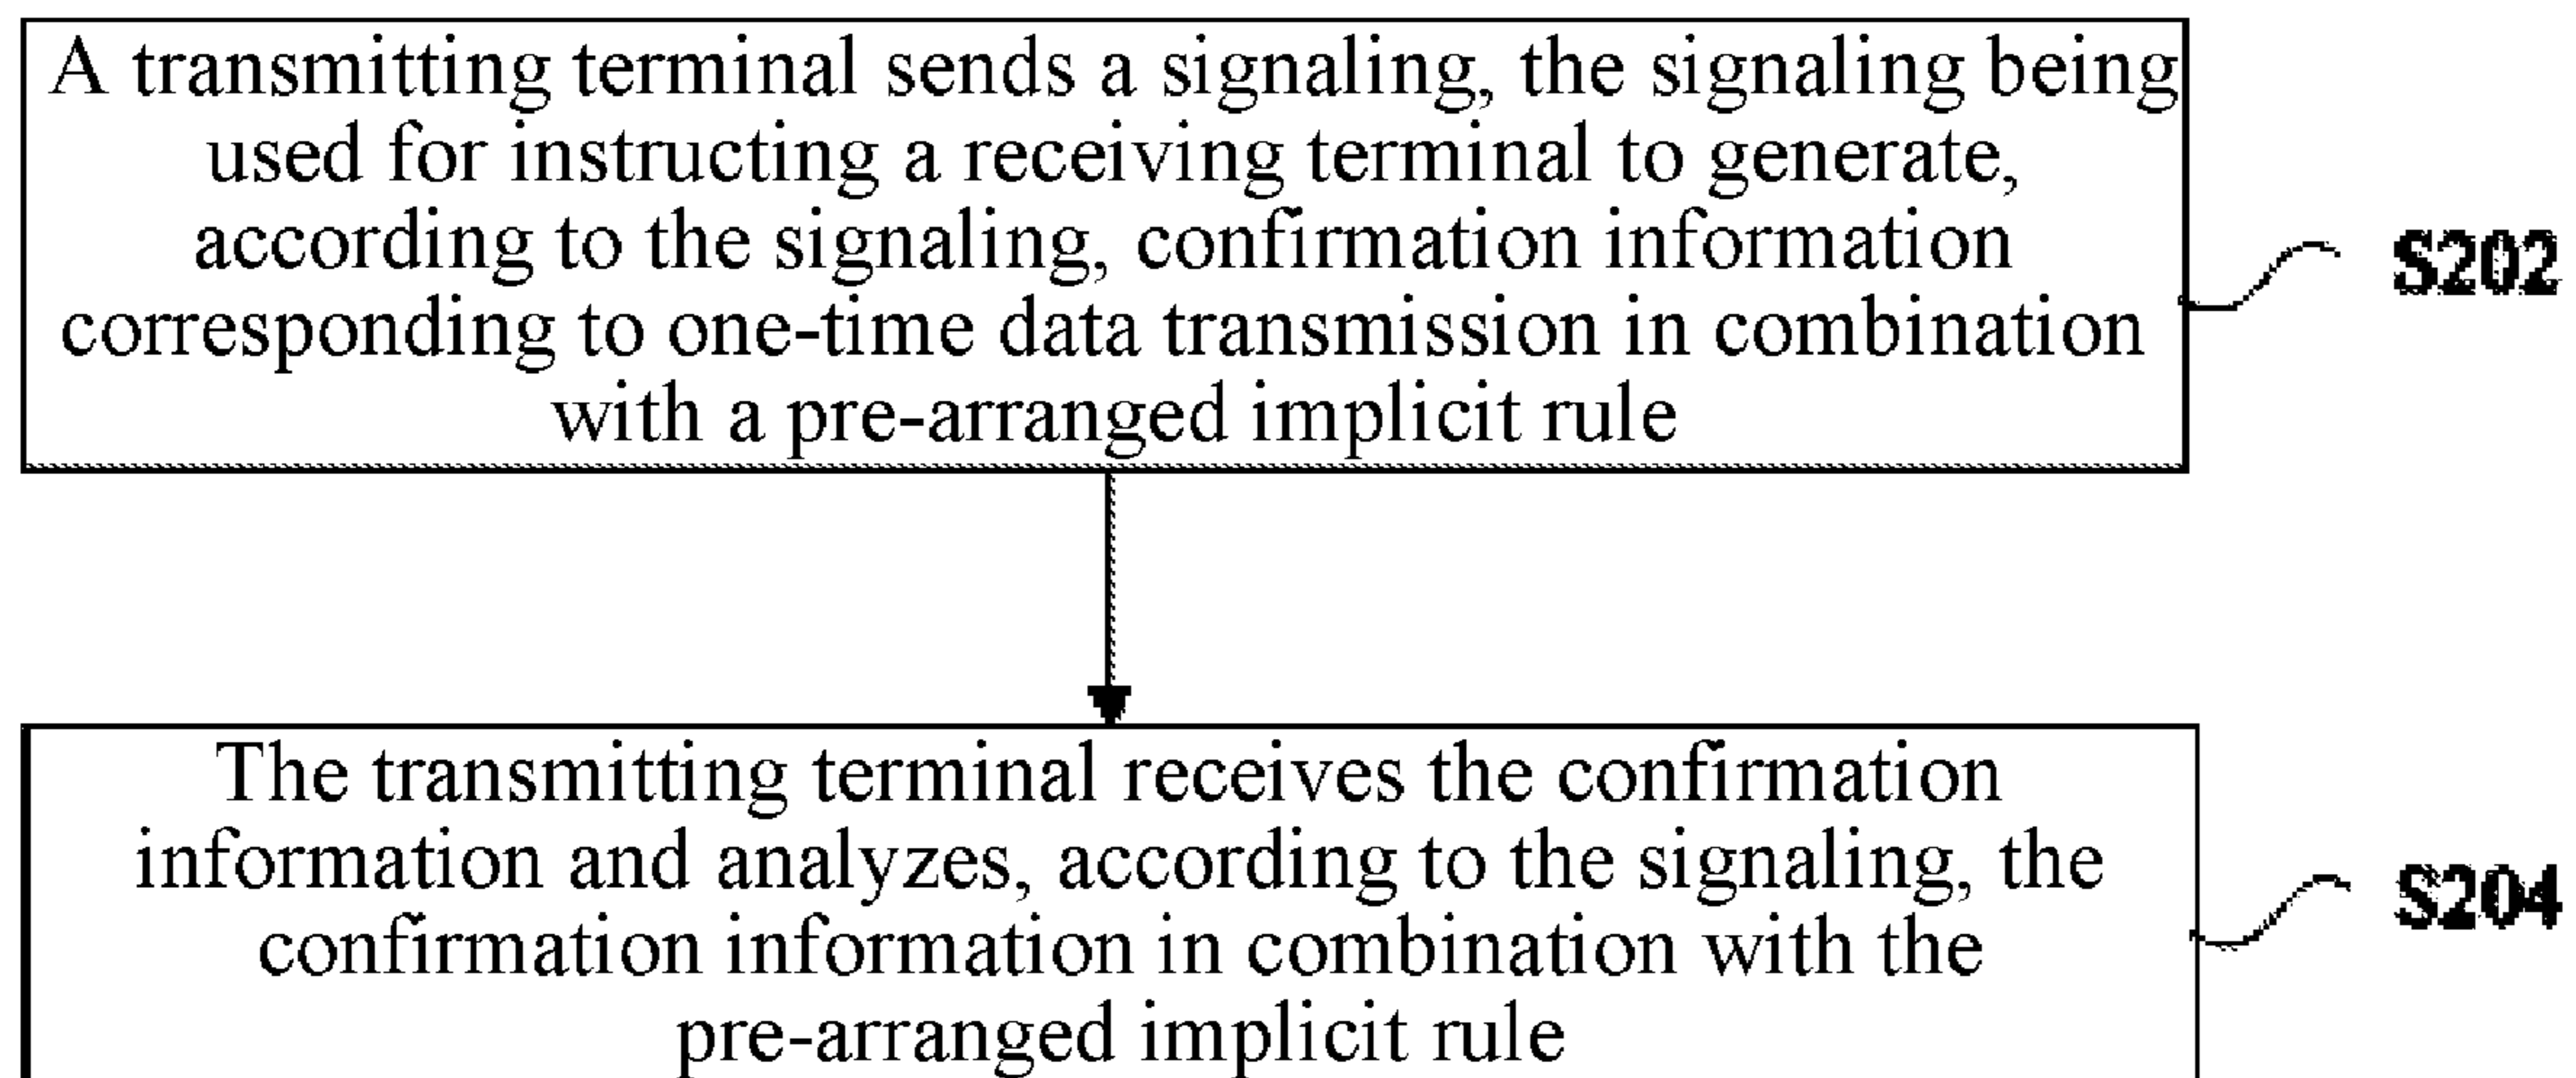 A transmitting terminal sends a signaling, the signaling being
used for instructing a receiving terminal to generate,
according to the signaling, confirmation information
corresponding to one-time data transmission in combination
with a pre-arranged implicit rule
S202
The transmitting terminal receives the confirmation
information and analyzes, according to the signaling, the
confirmation information in combination with the
pre-arranged implicit rule
S204